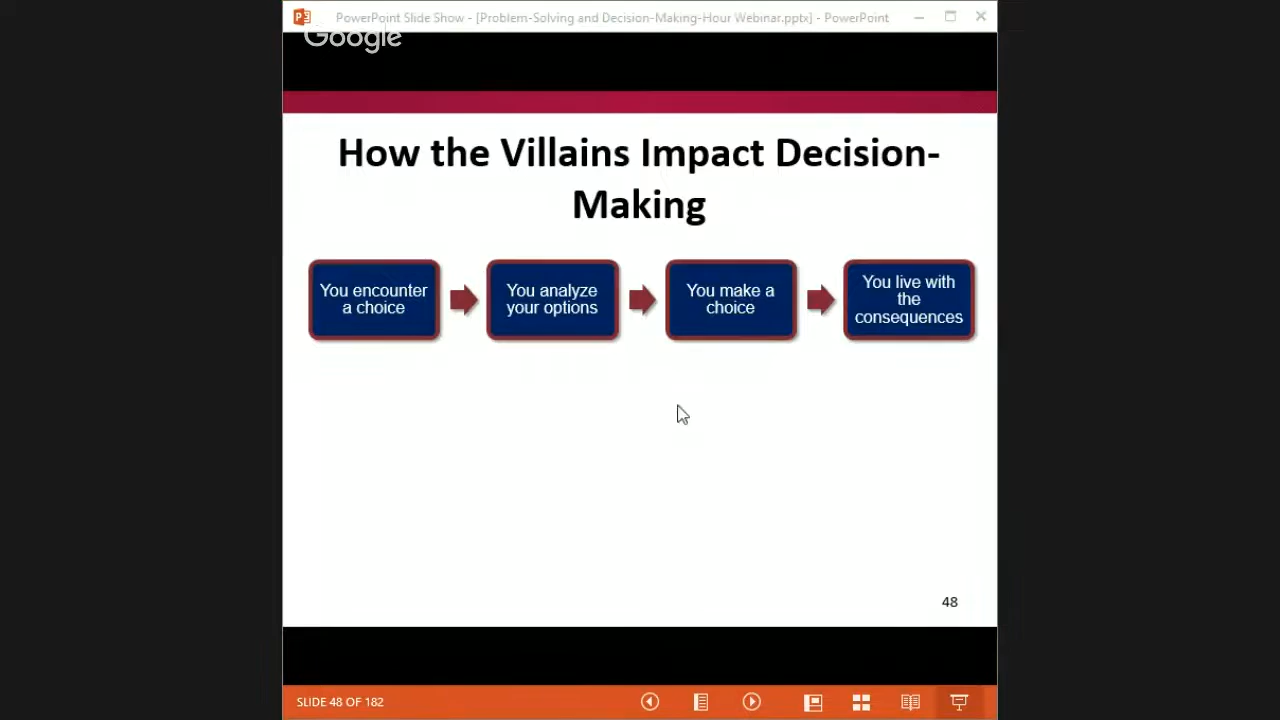 PowerPoint Slide Show - [Problem-Solving and Decision-Making-Hour Webinar.pptx] - PowerPoint
Google
How the Villains Impact Decision-
Making
You encounter
a choice
You analyze
your options
You make a
choice
You live with
the
consequences
48
SLIDE 48 OF 182